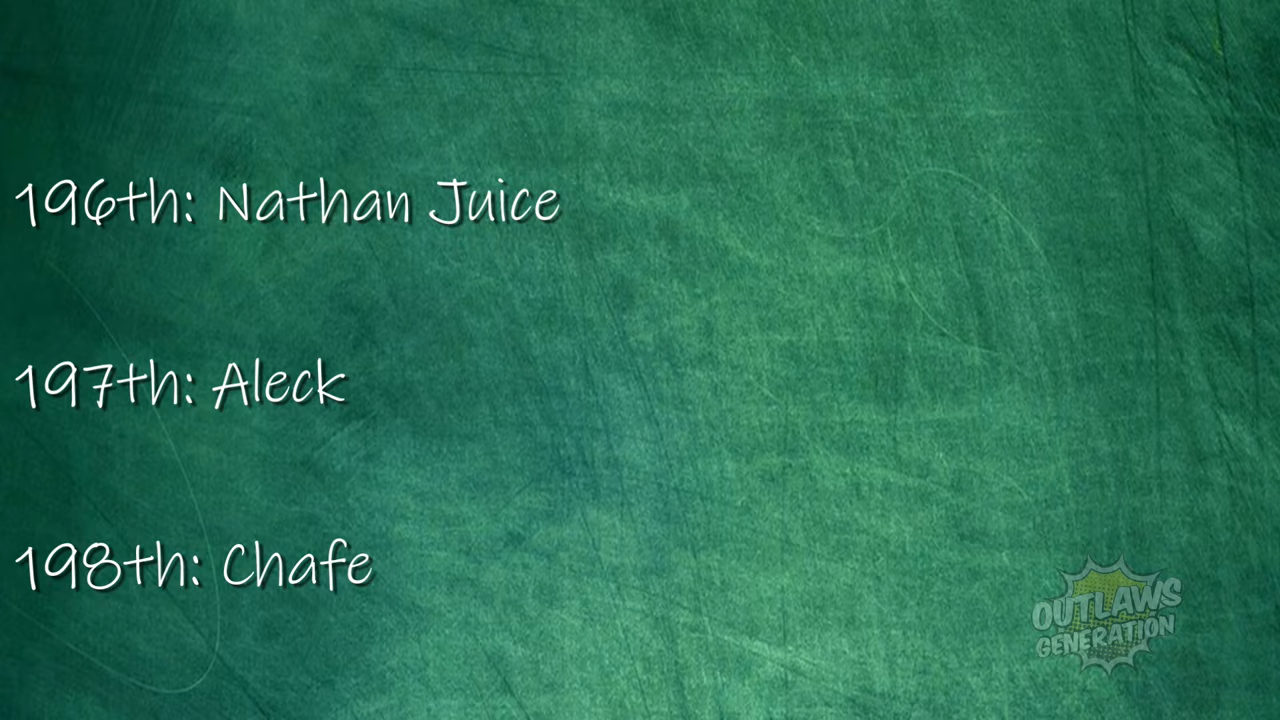 196th: Nathan Juice
197th: Aleck
198th: Chafe
OUTLAWS
GENERATION